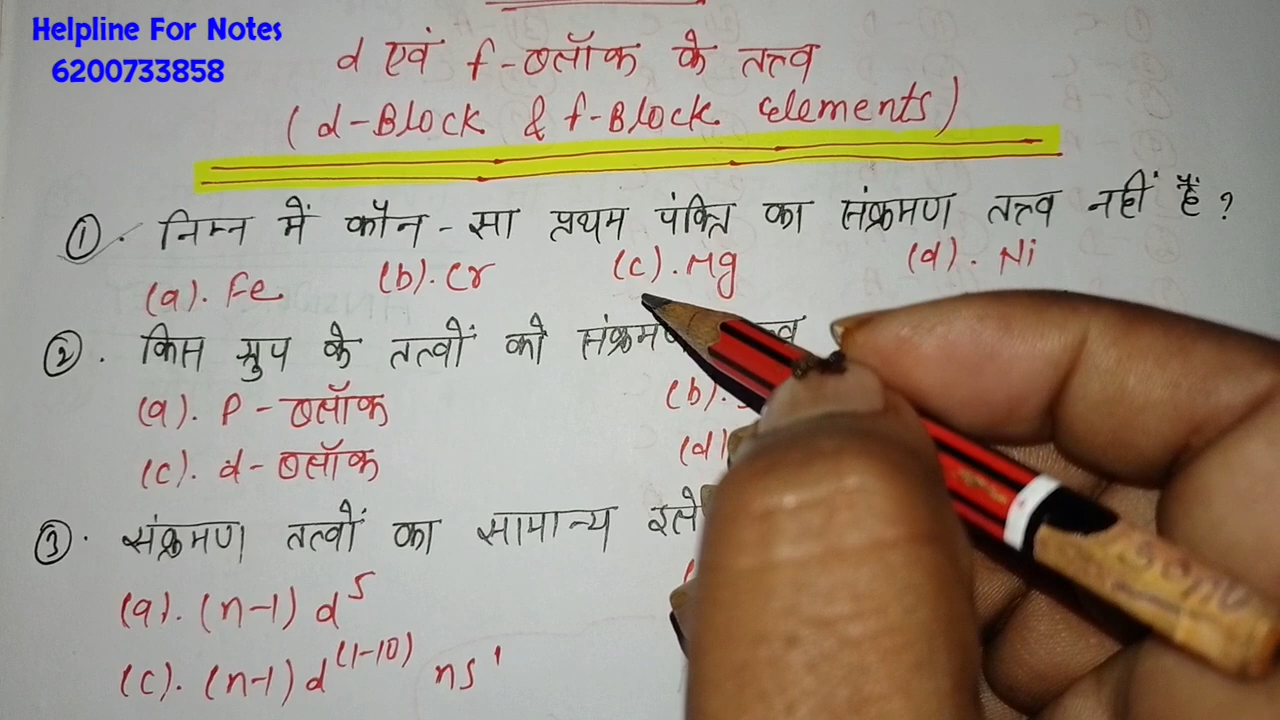 Helpline For Notes
6200733858
d एवं f-ब्लॉक के तत्त्व
(d-Block & f-Block elements)
①. निम्न में कौन-सा प्रथम पंक्ति का संक्रमण तत्त्व नहीं हैं?
(a). Fe (b). Cr (c). Mg (d). Ni
②. किस ग्रुप के तत्वों को
(a). P-ब्लॉक (b).
(c). d-ब्लॉक (d)
③. संक्रमण तत्वों का सामान्य
(a). (n-1) d⁵
(c). (n-1) d⁽¹⁻¹⁰⁾ ns¹